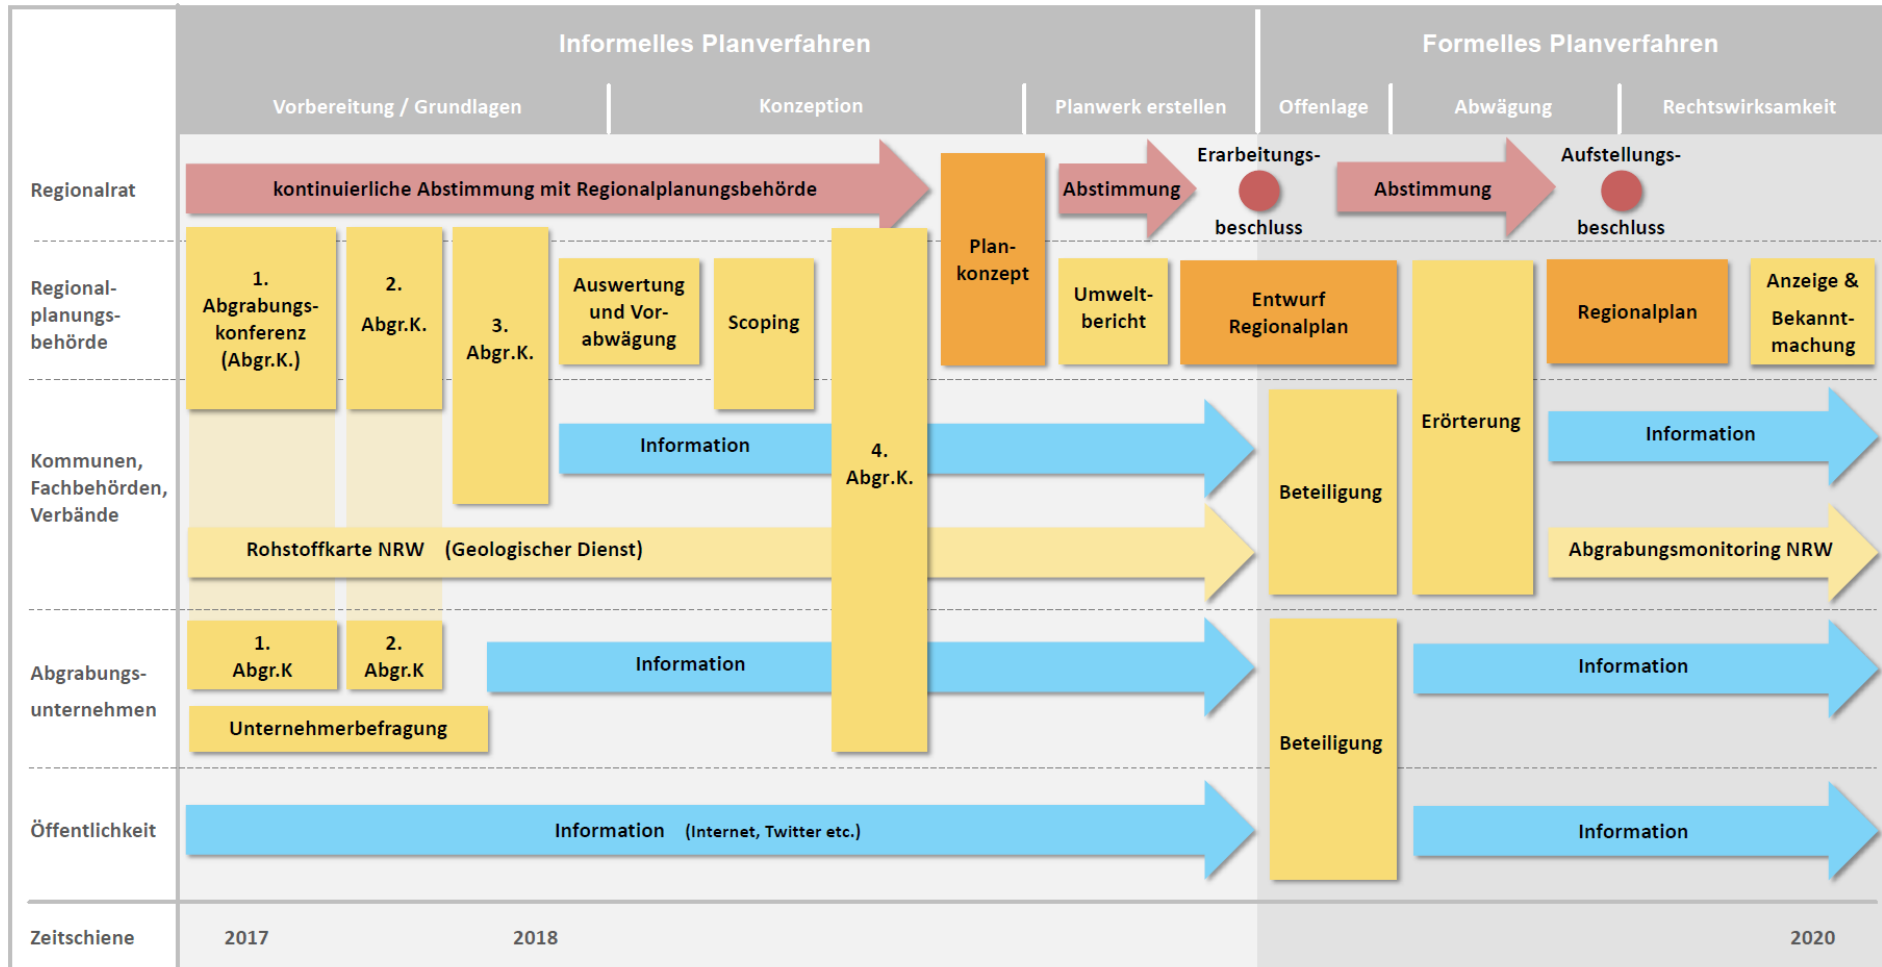 Informelles Planverfahren
Formelles Planverfahren
Vorbereitung / Grundlagen
Konzeption
Planwerk erstellen
Offenlage
Abwägung
Rechtswirksamkeit
Regionalrat
kontinuierliche Abstimmung mit Regionalplanungsbehörde
Abstimmung
Erarbeitungs-
beschluss
Abstimmung
Aufstellungs-
beschluss
Regional-
planungs-
behörde
1.
Abgrabungs-
konferenz
(Abgr.K.)
2.
Abgr.K.
3.
Abgr.K.
Auswertung
und Vor-
abwägung
Scoping
4.
Abgr.K.
Plan-
konzept
Umwelt-
bericht
Entwurf
Regionalplan
Erörterung
Regionalplan
Anzeige &
Bekannt-
machung
Kommunen,
Fachbehörden,
Verbände
Information
Beteiligung
Information
Rohstoffkarte NRW (Geologischer Dienst)
Abgrabungsmonitoring NRW
Abgrabungs-
unternehmen
1.
Abgr.K
2.
Abgr.K
Information
Unternehmerbefragung
Beteiligung
Information
Öffentlichkeit
Information (Internet, Twitter etc.)
Information
Zeitschiene
2017
2018
2020